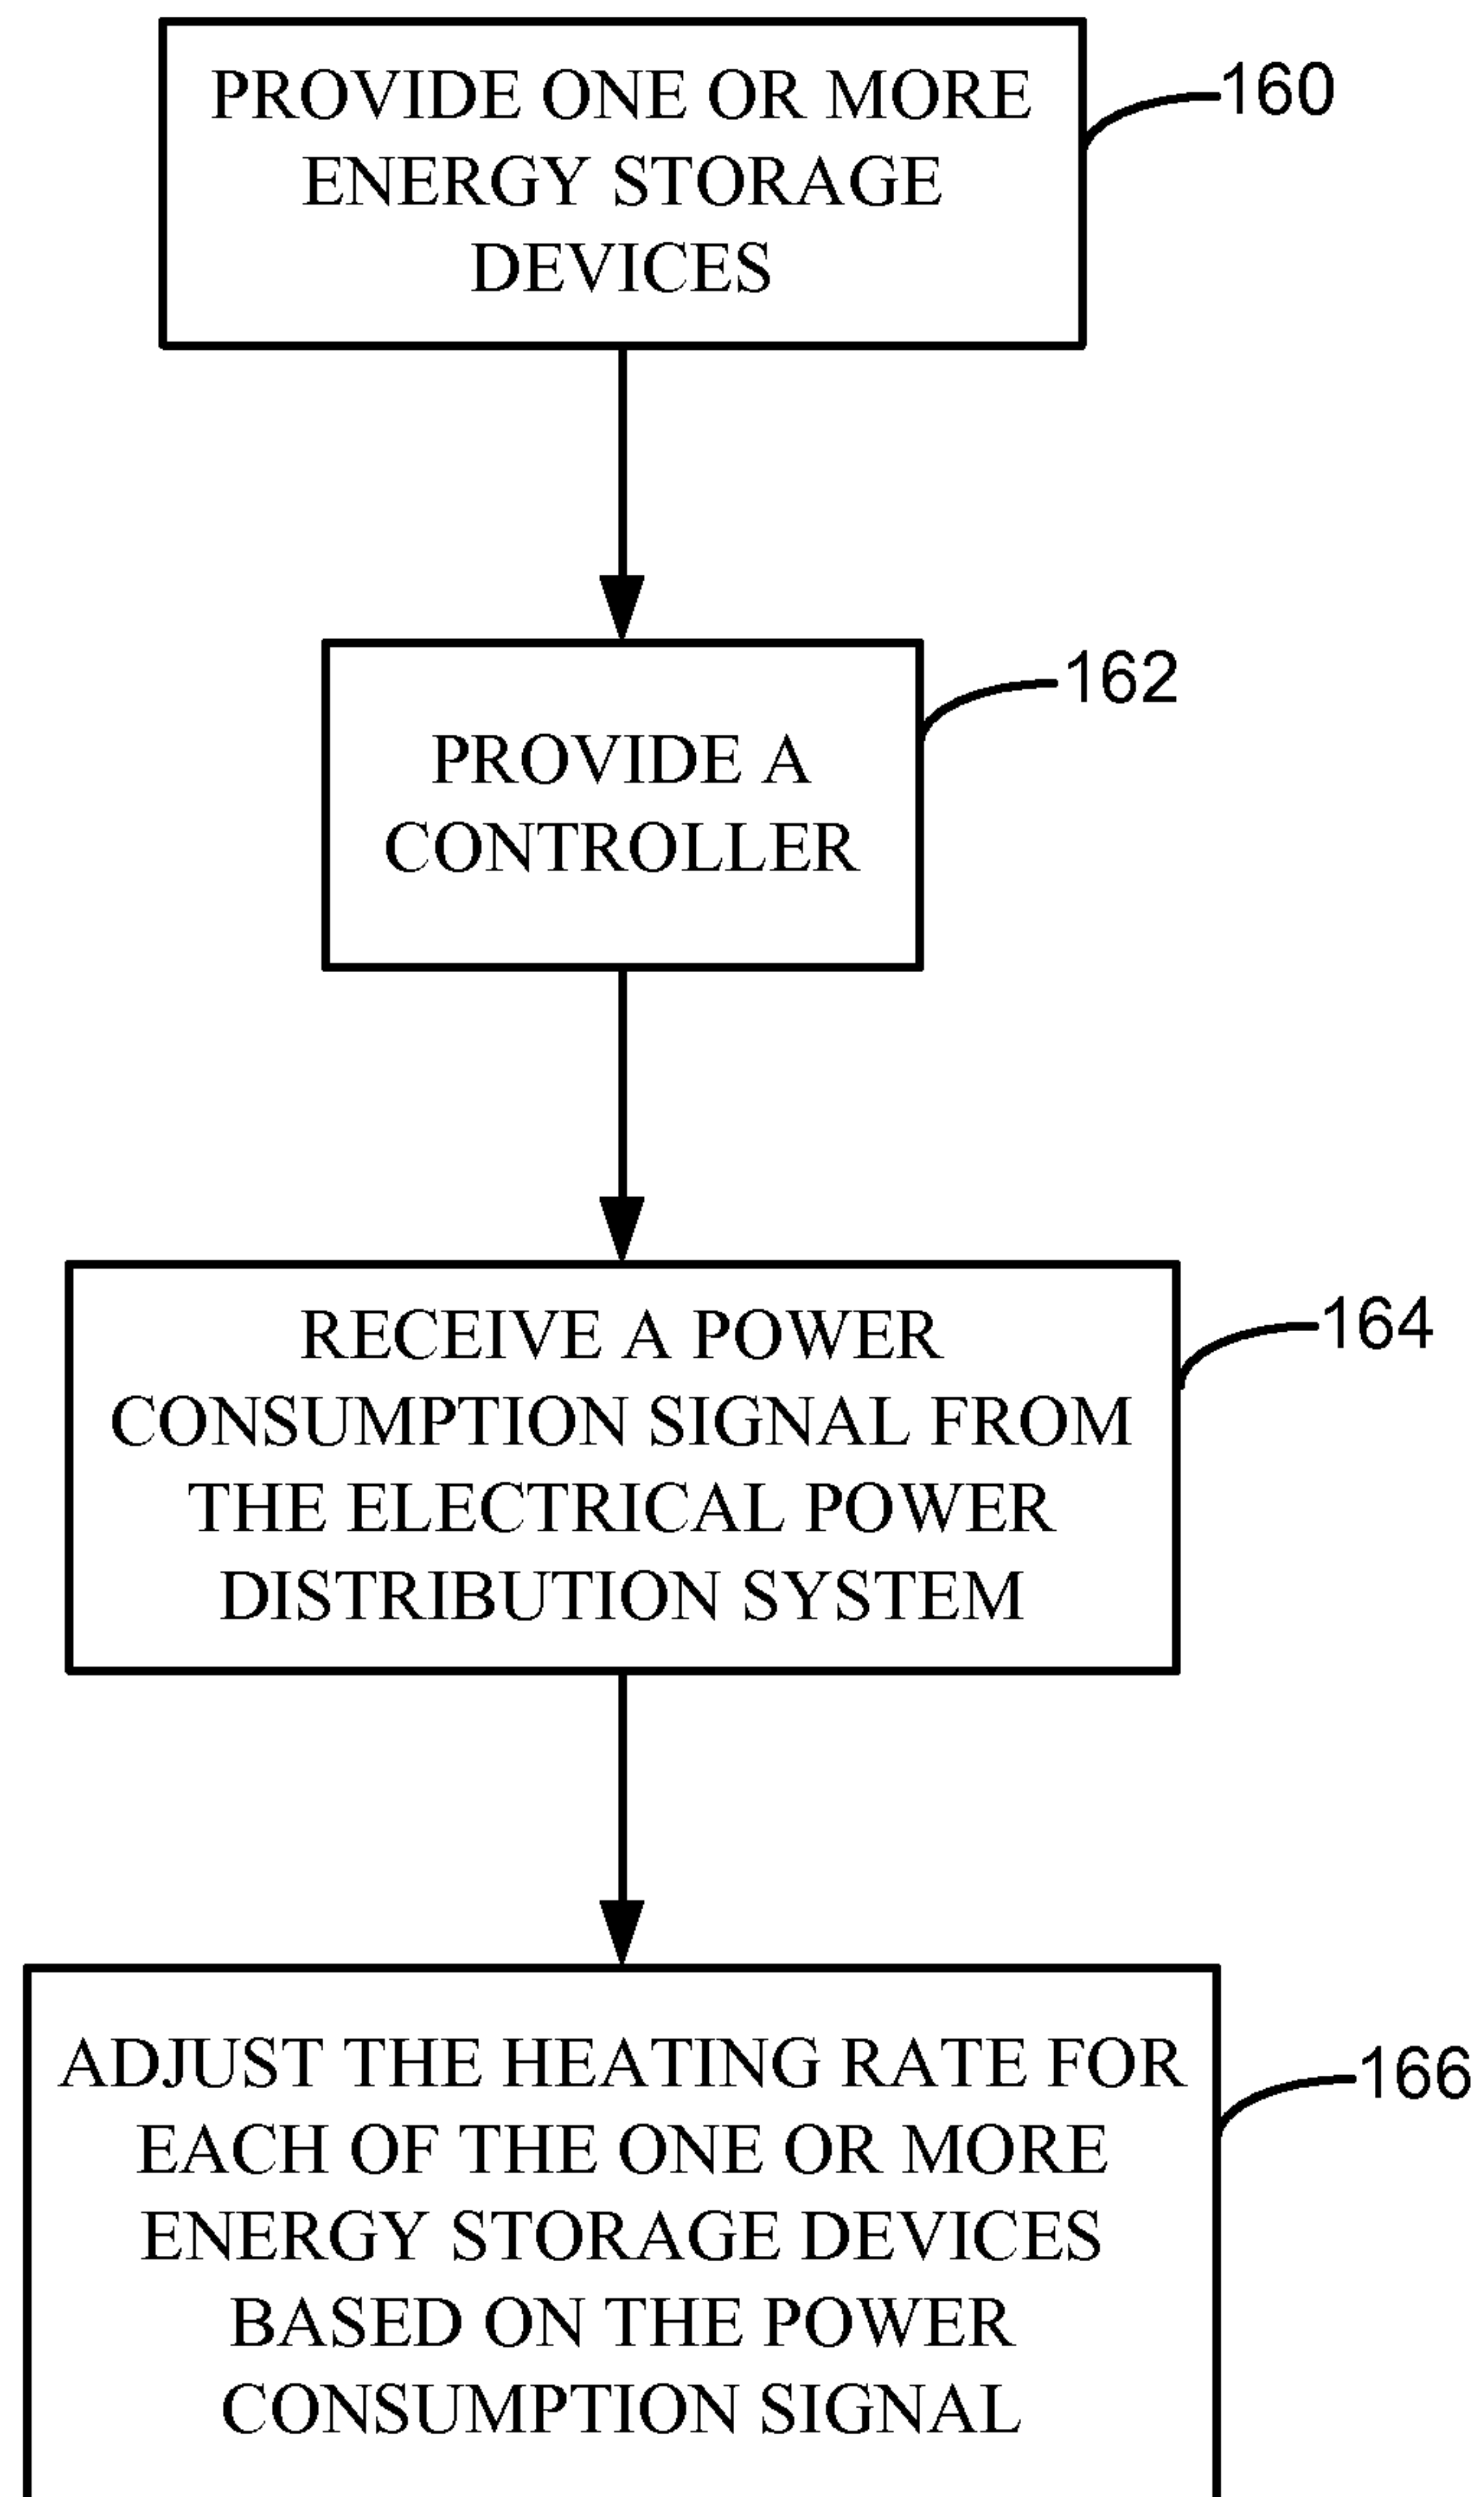 PROVIDE ONE OR MORE
ENERGY STORAGE
DEVICES
160
PROVIDE A
CONTROLLER
162
RECEIVE A POWER
CONSUMPTION SIGNAL FROM
THE ELECTRICAL POWER
DISTRIBUTION SYSTEM
164
ADJUST THE HEATING RATE FOR
EACH OF THE ONE OR MORE
ENERGY STORAGE DEVICES
BASED ON THE POWER
CONSUMPTION SIGNAL
166